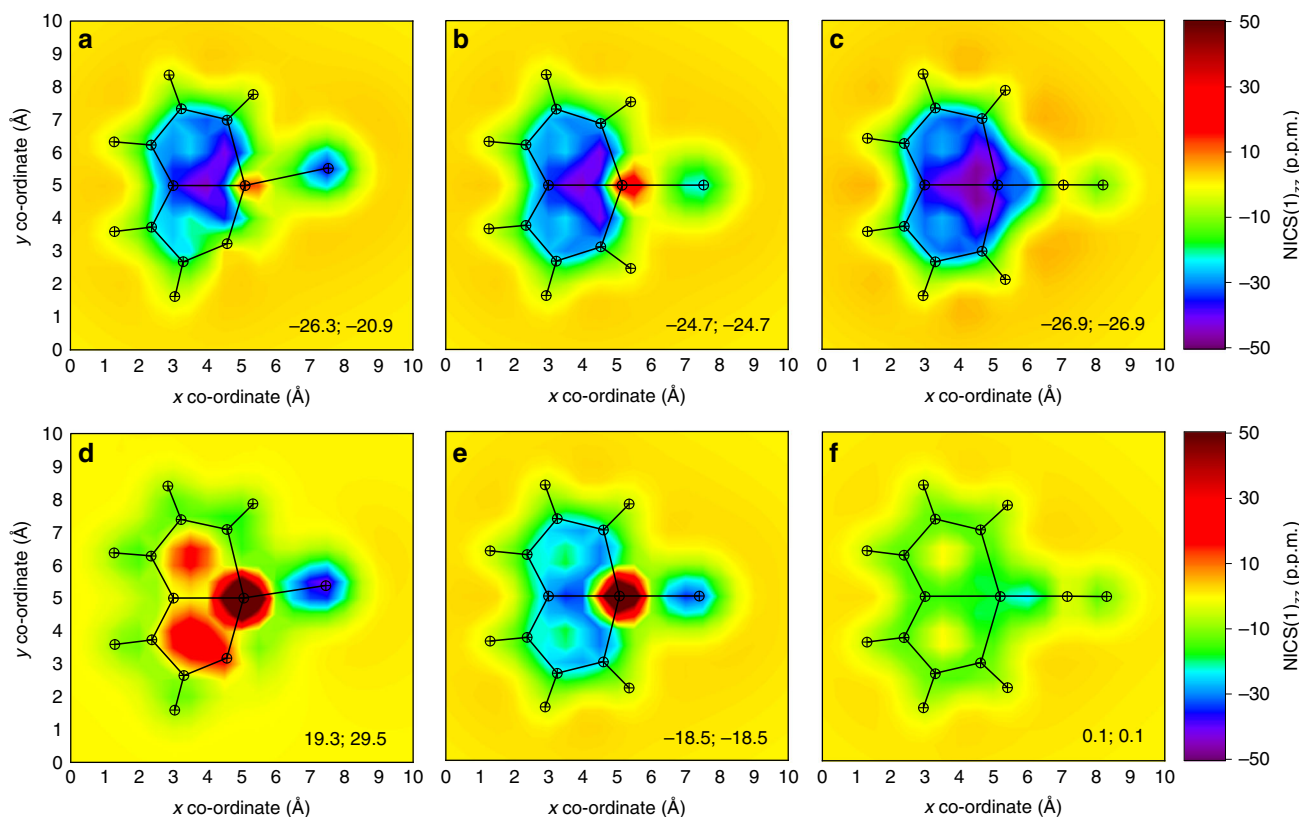 a
b
c
10
9
8
7
6
5
4
3
2
1
0
y co-ordinate (Å)
–26.3; –20.9
–24.7; –24.7
–26.9; –26.9
0 1 2 3 4 5 6 7 8 9 10
0 1 2 3 4 5 6 7 8 9 10
0 1 2 3 4 5 6 7 8 9 10
x co-ordinate (Å)
x co-ordinate (Å)
x co-ordinate (Å)
50
30
10
–10
–30
–50
NICS(1)zz (p.p.m.)
d
e
f
10
9
8
7
6
5
4
3
2
1
0
y co-ordinate (Å)
19.3; 29.5
–18.5; –18.5
0.1; 0.1
0 1 2 3 4 5 6 7 8 9 10
0 1 2 3 4 5 6 7 8 9 10
0 1 2 3 4 5 6 7 8 9 10
x co-ordinate (Å)
x co-ordinate (Å)
x co-ordinate (Å)
50
30
10
–10
–30
–50
NICS(1)zz (p.p.m.)